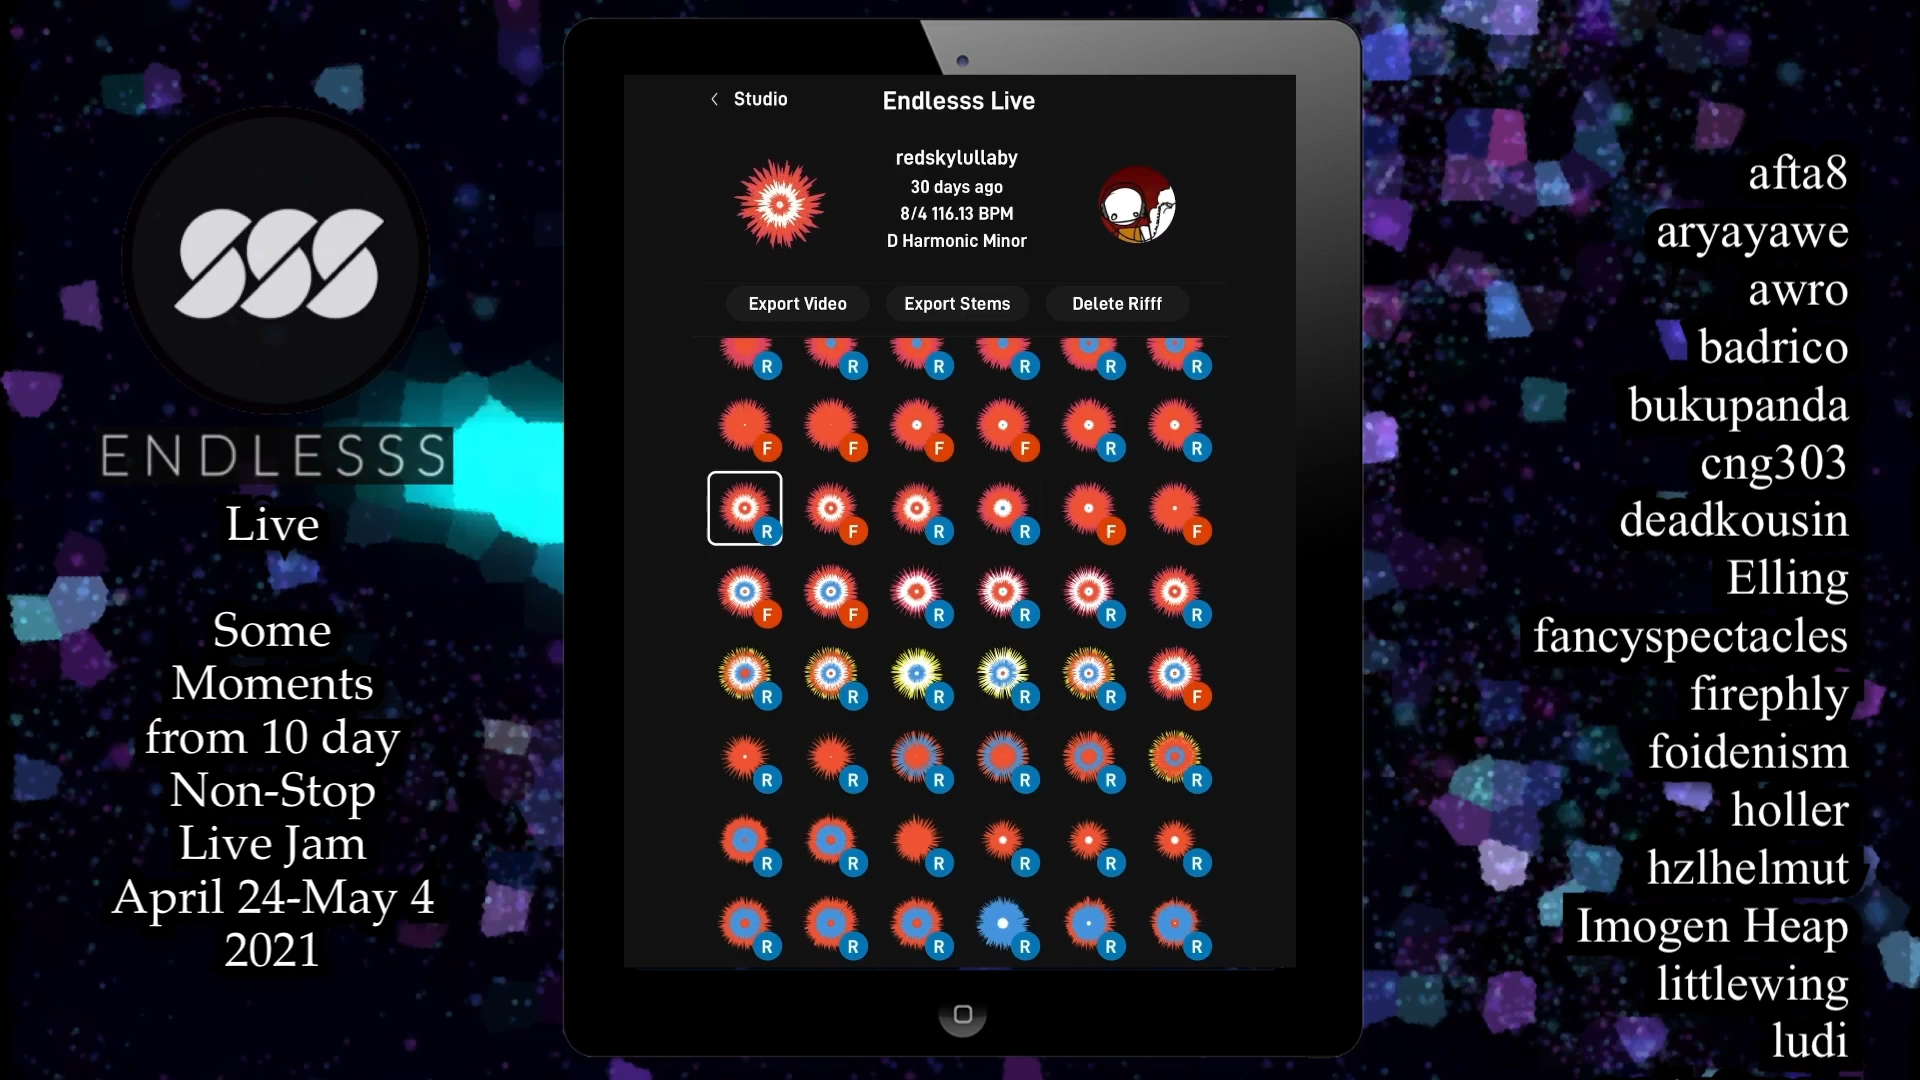 ENDLESSS
Live
Some
Moments
from 10 day
Non-Stop
Live Jam
April 24-May 4
2021
Studio
Endlesss Live
redskylullaby
30 days ago
8/4 116.13 BPM
D Harmonic Minor
Export Video
Export Stems
Delete Rifff
R R R R R R
F F F F R R
R F R R F F
F F R R R R
R R R R R F
R R R R R R
R R R R R R
R R R R R R
afta8
aryayawe
awro
badrico
bukupanda
cng303
deadkousin
Elling
fancyspectacles
firephly
foidenism
holler
hzlhelmut
Imogen Heap
littlewing
ludi